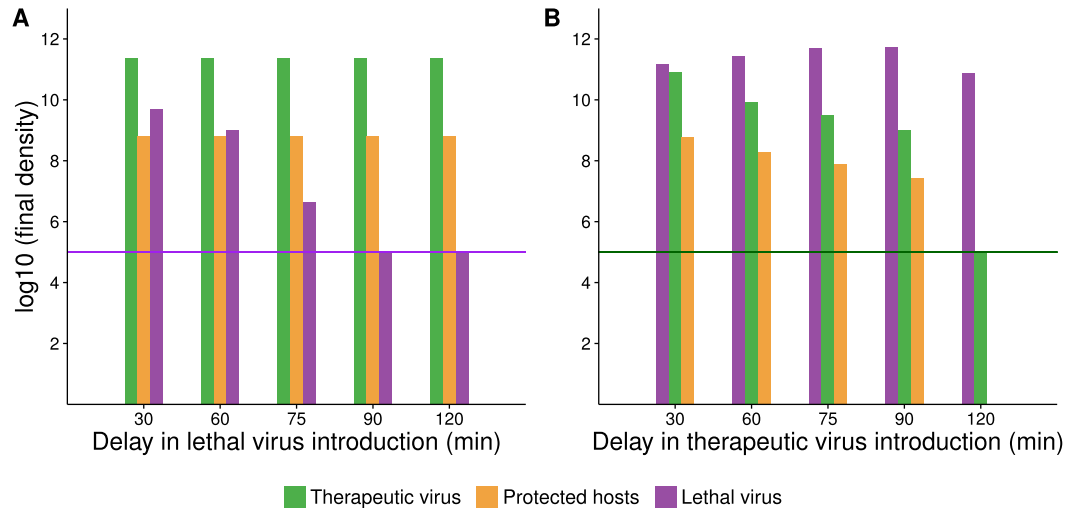 A
B
log10 (final density)
12
10
8
6
4
2
30 60 75 90 120
Delay in lethal virus introduction (min)
12
10
8
6
4
2
30 60 75 90 120
Delay in therapeutic virus introduction (min)
Therapeutic virus Protected hosts Lethal virus